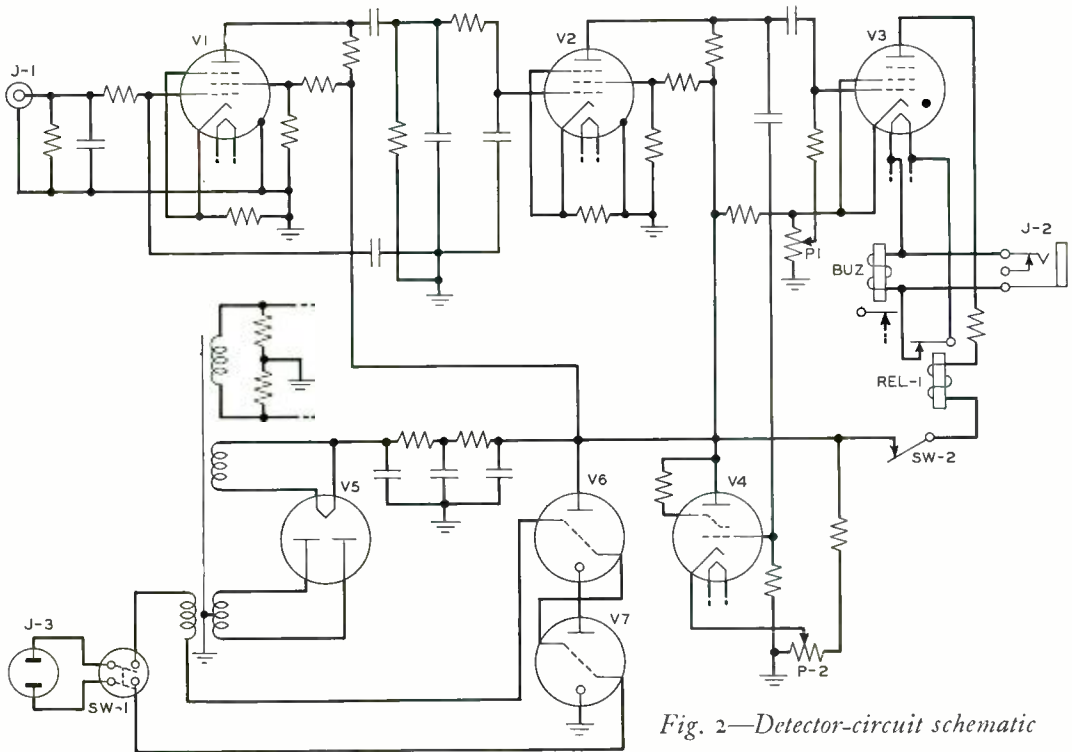 V1
V2
V3
J-1
P1
J-2
BUZ
REL-1
SW-2
V5
V6
V4
V7
J-3
SW-1
P-2
Fig. 2—Detector-circuit schematic